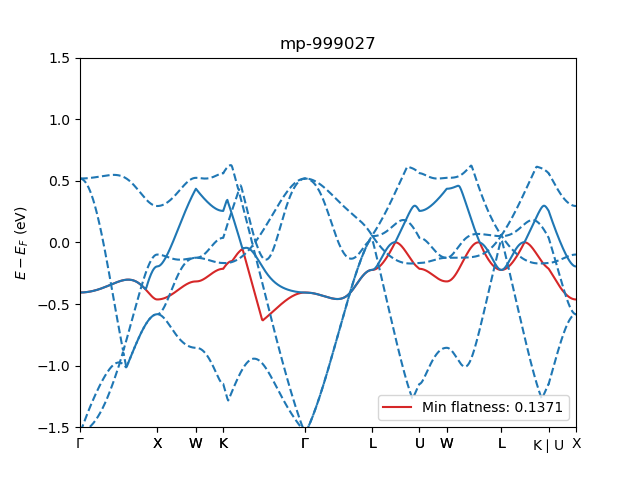 mp-999027
1.5
1.0
0.5
0.0
−0.5
−1.0
−1.5
E − E_F (eV)
Min flatness: 0.1371
Γ X W K Γ L U W L K | U X